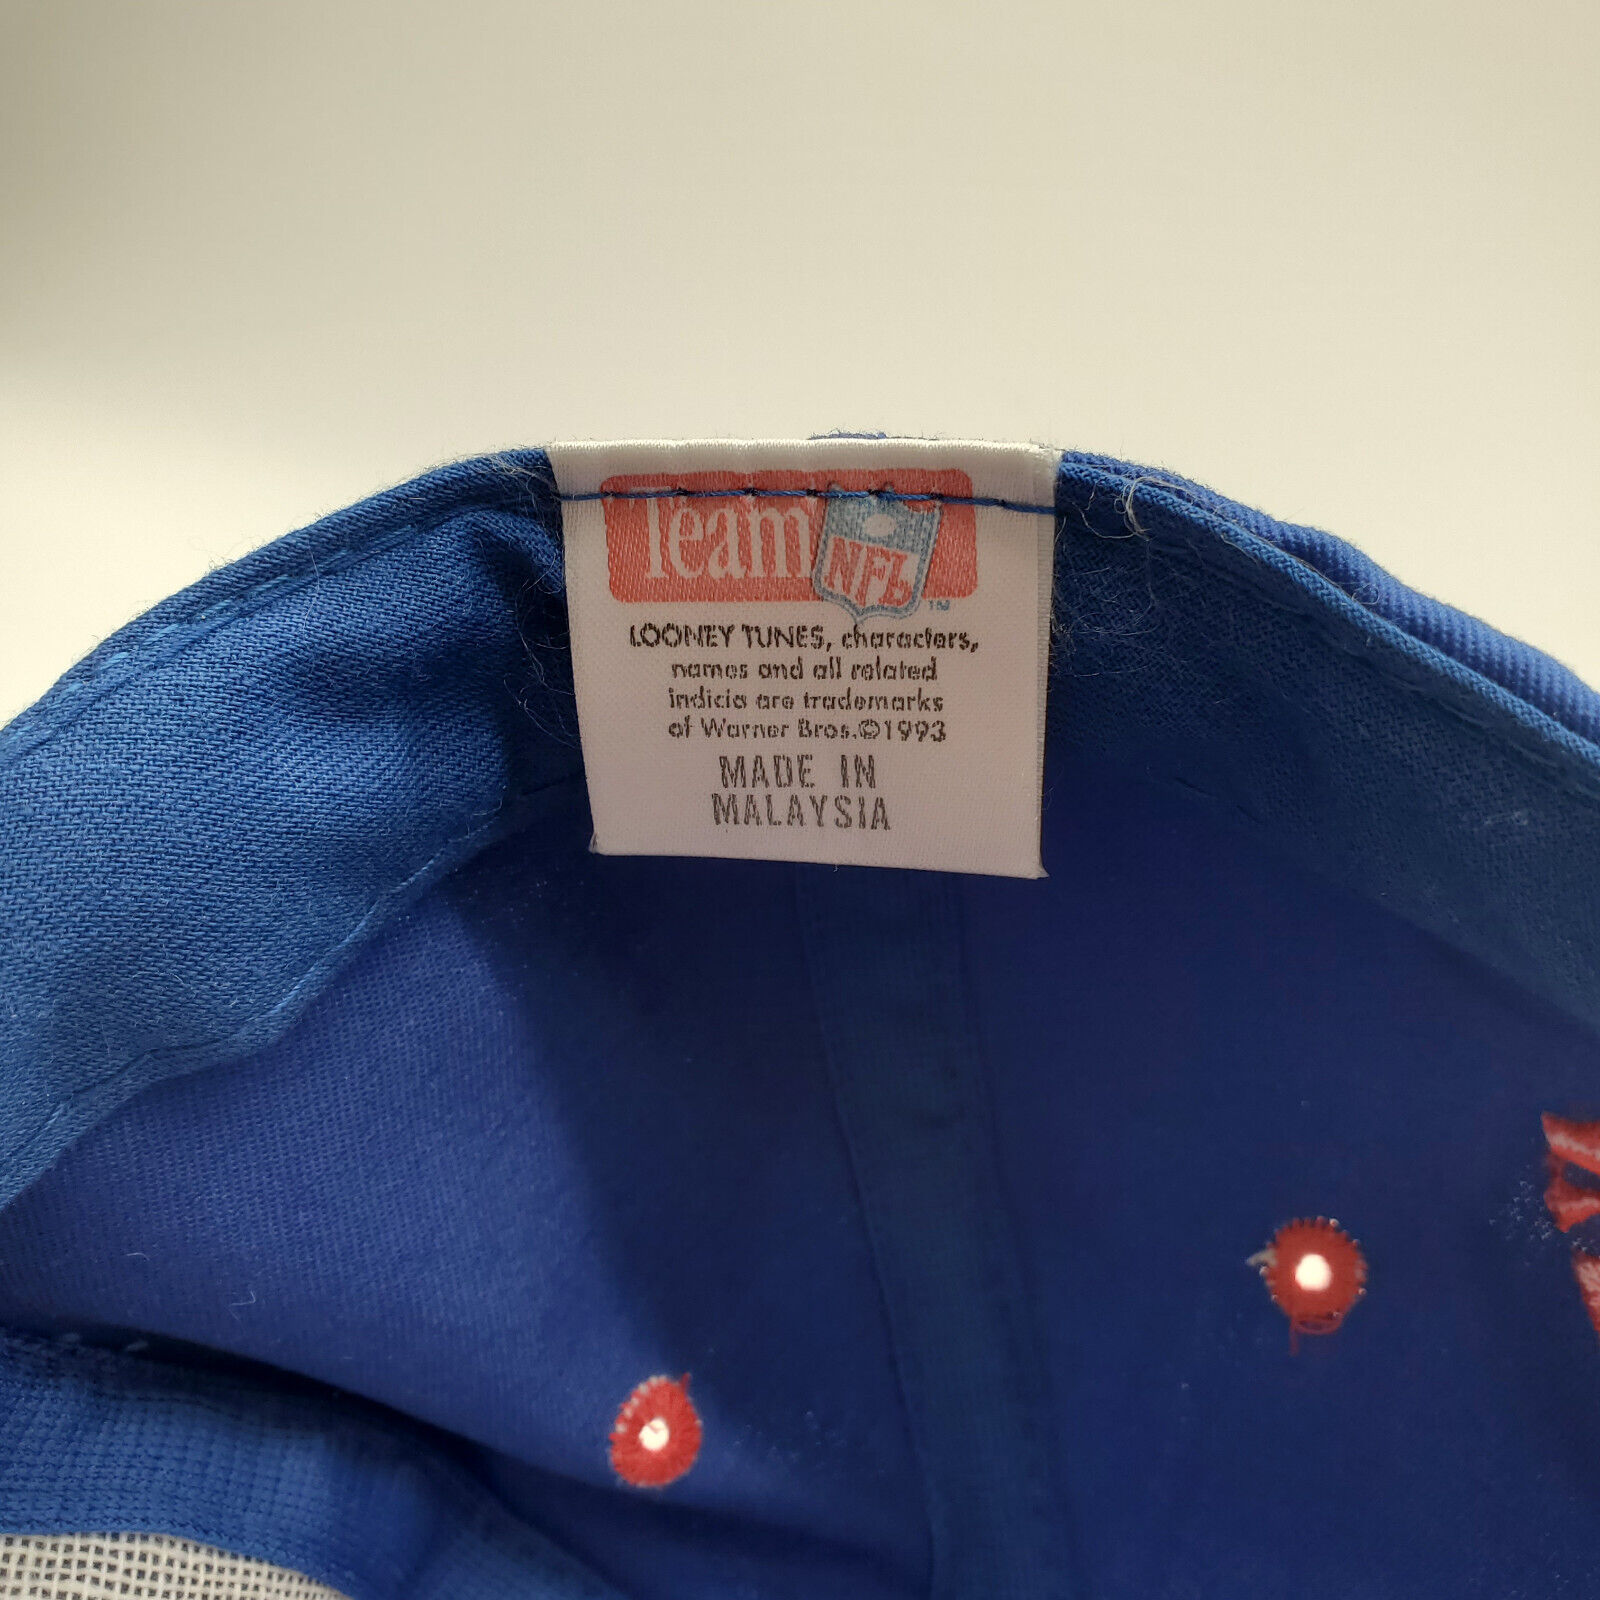 Team NFL TM
LOONEY TUNES, characters,
names and all related
indicia are trademarks
of Warner Bros.©1993
MADE IN
MALAYSIA